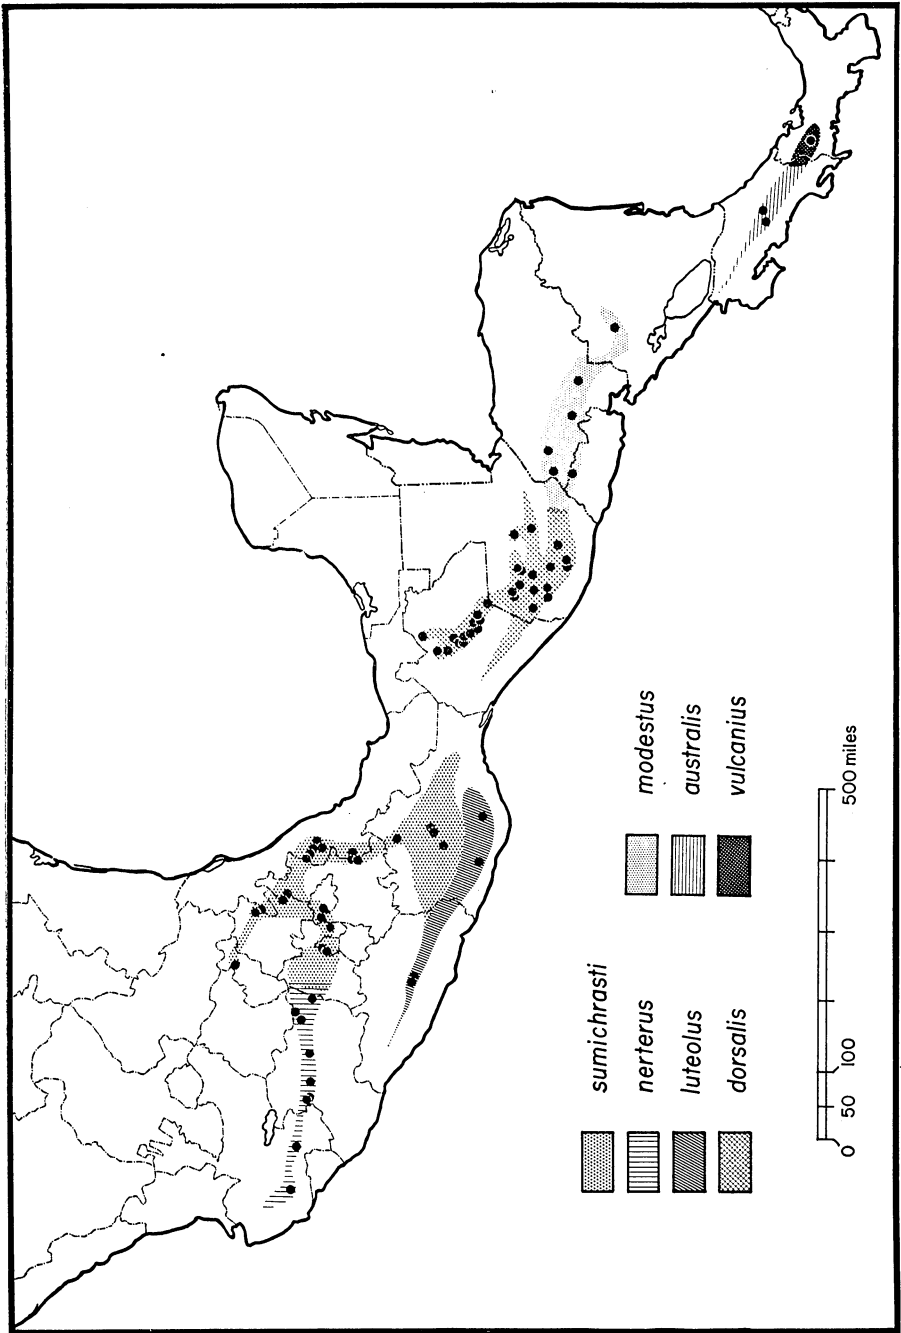 sumichrasti
nerterus
luteolus
dorsalis
modestus
australis
vulcanius
0 50 100 500 miles